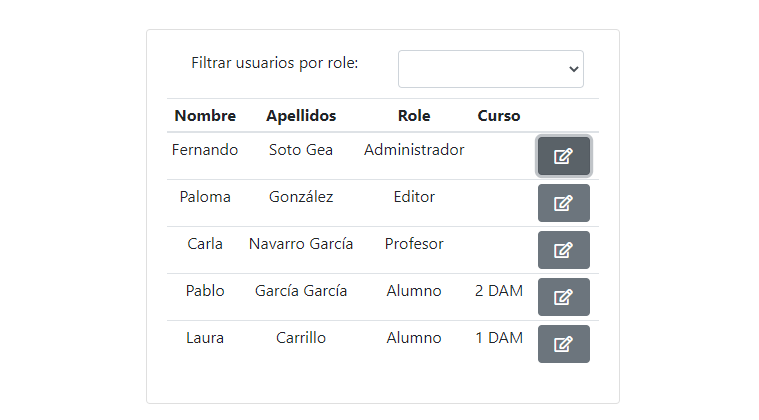 Filtrar usuarios por role:
Nombre Apellidos Role Curso
Fernando Soto Gea Administrador
Paloma González Editor
Carla Navarro García Profesor
Pablo García García Alumno 2 DAM
Laura Carrillo Alumno 1 DAM